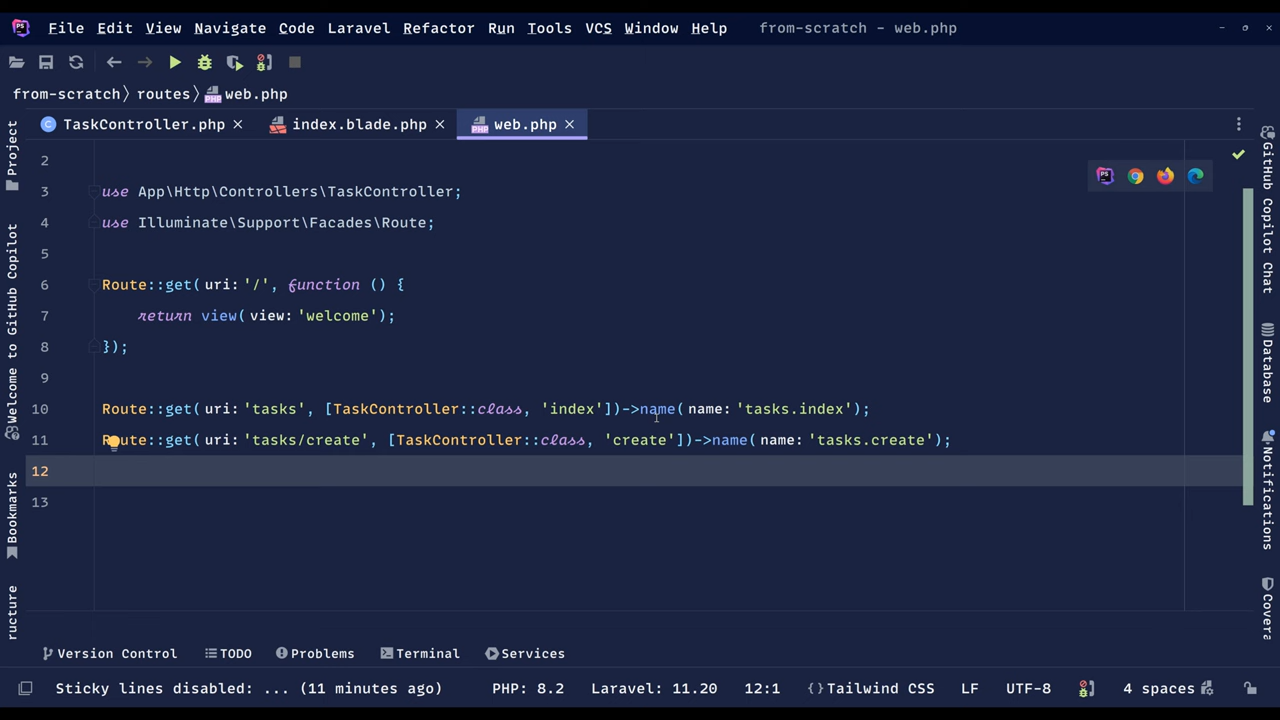 File Edit View Navigate Code Laravel Refactor Run Tools VCS Window Help from-scratch - web.php
from-scratch routes web.php
TaskController.php index.blade.php web.php
2
3 use App\Http\Controllers\TaskController;
4 use Illuminate\Support\Facades\Route;
5
6 Route::get( uri: '/', function () {
7 return view( view: 'welcome');
8 });
9
10 Route::get( uri: 'tasks', [TaskController::class, 'index'])->name( name: 'tasks.index');
11 Route::get( uri: 'tasks/create', [TaskController::class, 'create'])->name( name: 'tasks.create');
12
13
Project
Welcome to GitHub Copilot
Bookmarks
ructure
GitHub Copilot Chat
Database
Notifications
Covera
Version Control TODO Problems Terminal Services
Sticky lines disabled: ... (11 minutes ago) PHP: 8.2 Laravel: 11.20 12:1 {} Tailwind CSS LF UTF-8 4 spaces